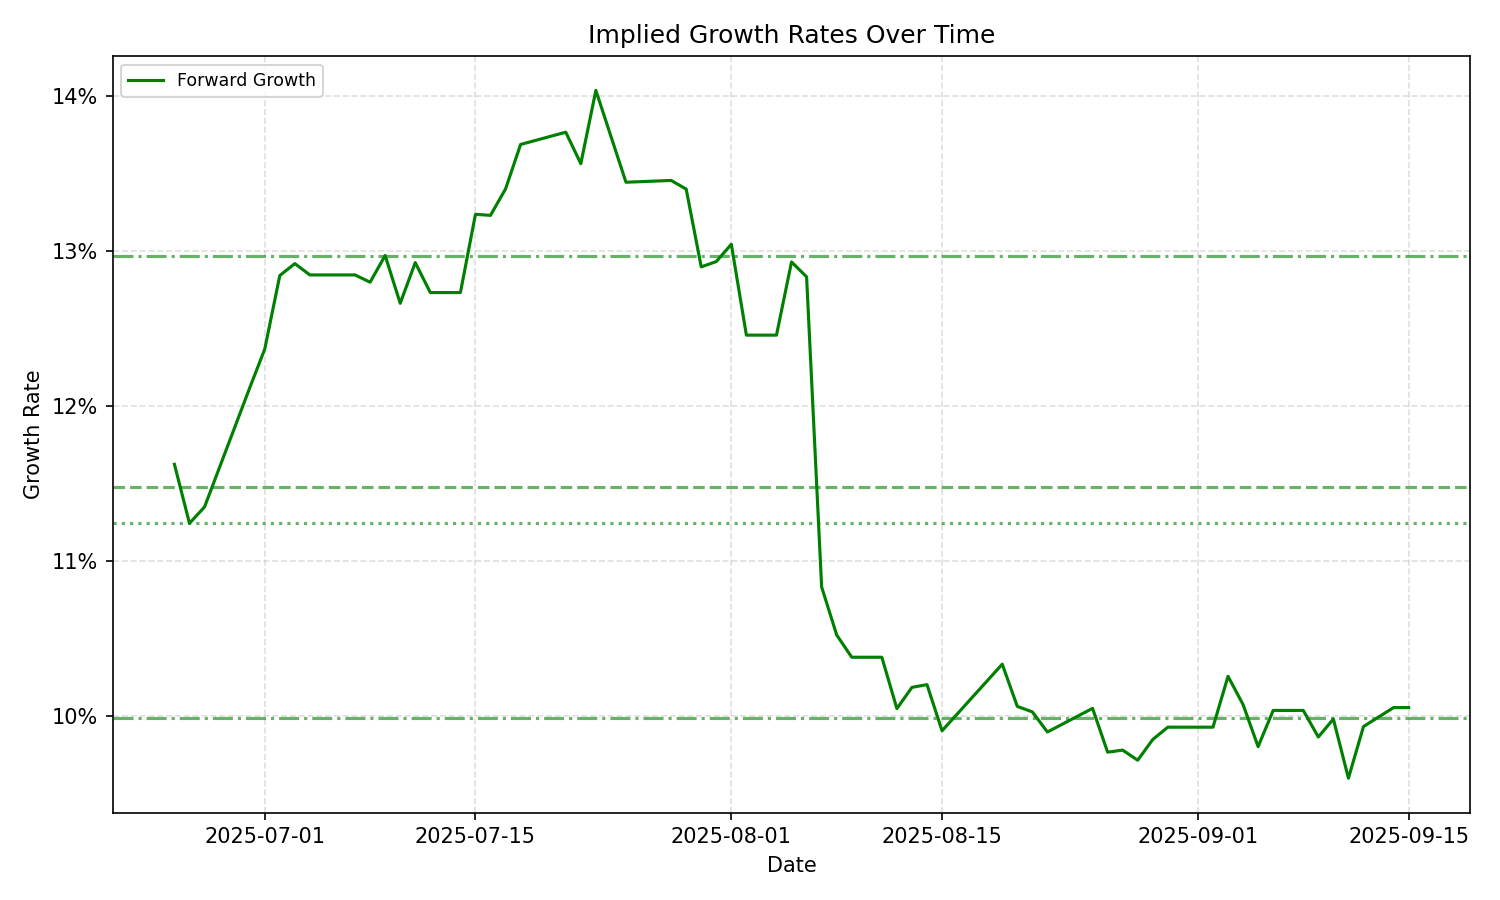 Implied Growth Rates Over Time
Forward Growth
14%
13%
12%
11%
10%
Growth Rate
2025-07-01
2025-07-15
2025-08-01
2025-08-15
2025-09-01
2025-09-15
Date